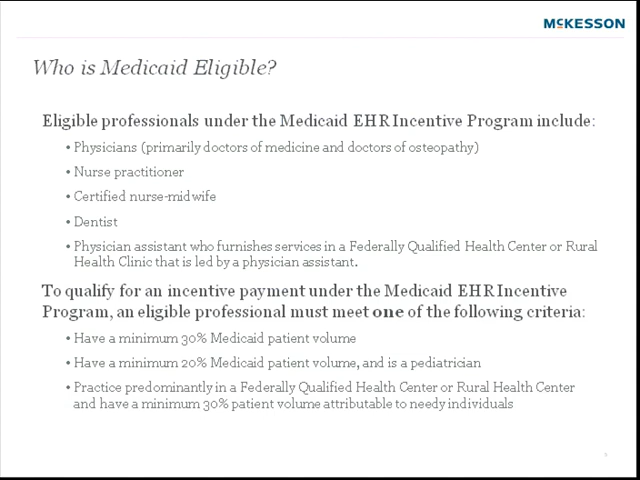 MCKESSON
Who is Medicaid Eligible?
Eligible professionals under the Medicaid EHR Incentive Program include:
• Physicians (primarily doctors of medicine and doctors of osteopathy)
• Nurse practitioner
• Certified nurse-midwife
• Dentist
• Physician assistant who furnishes services in a Federally Qualified Health Center or Rural
Health Clinic that is led by a physician assistant.
To qualify for an incentive payment under the Medicaid EHR Incentive
Program, an eligible professional must meet one of the following criteria:
• Have a minimum 30% Medicaid patient volume
• Have a minimum 20% Medicaid patient volume, and is a pediatrician
• Practice predominantly in a Federally Qualified Health Center or Rural Health Center
and have a minimum 30% patient volume attributable to needy individuals